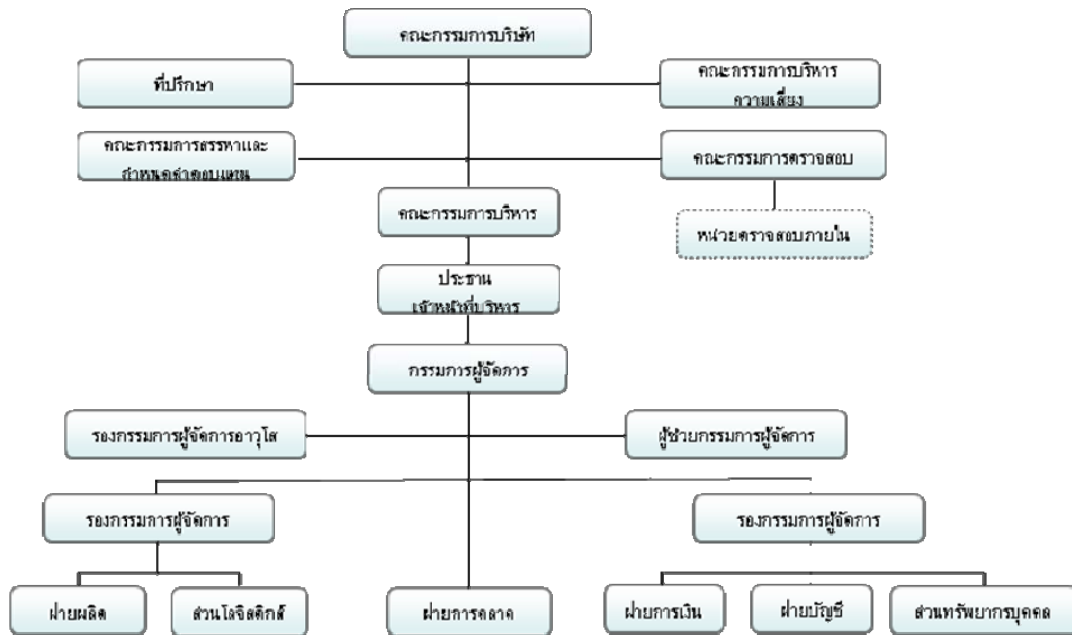 คณะกรรมการบริษัท
ที่ปรึกษา
คณะกรรมการบริหาร
ความเสี่ยง
คณะกรรมการสรรหาและ
กำหนดค่าตอบแทน
คณะกรรมการตรวจสอบ
คณะกรรมการบริหาร
หน่วยตรวจสอบภายใน
ประธาน
เจ้าหน้าที่บริหาร
กรรมการผู้จัดการ
รองกรรมการผู้จัดการอาวุโส
ผู้ช่วยกรรมการผู้จัดการ
รองกรรมการผู้จัดการ
รองกรรมการผู้จัดการ
ฝ่ายผลิต
ส่วนโลจิสติกส์
ฝ่ายการตลาด
ฝ่ายการเงิน
ฝ่ายบัญชี
ส่วนทรัพยากรบุคคล